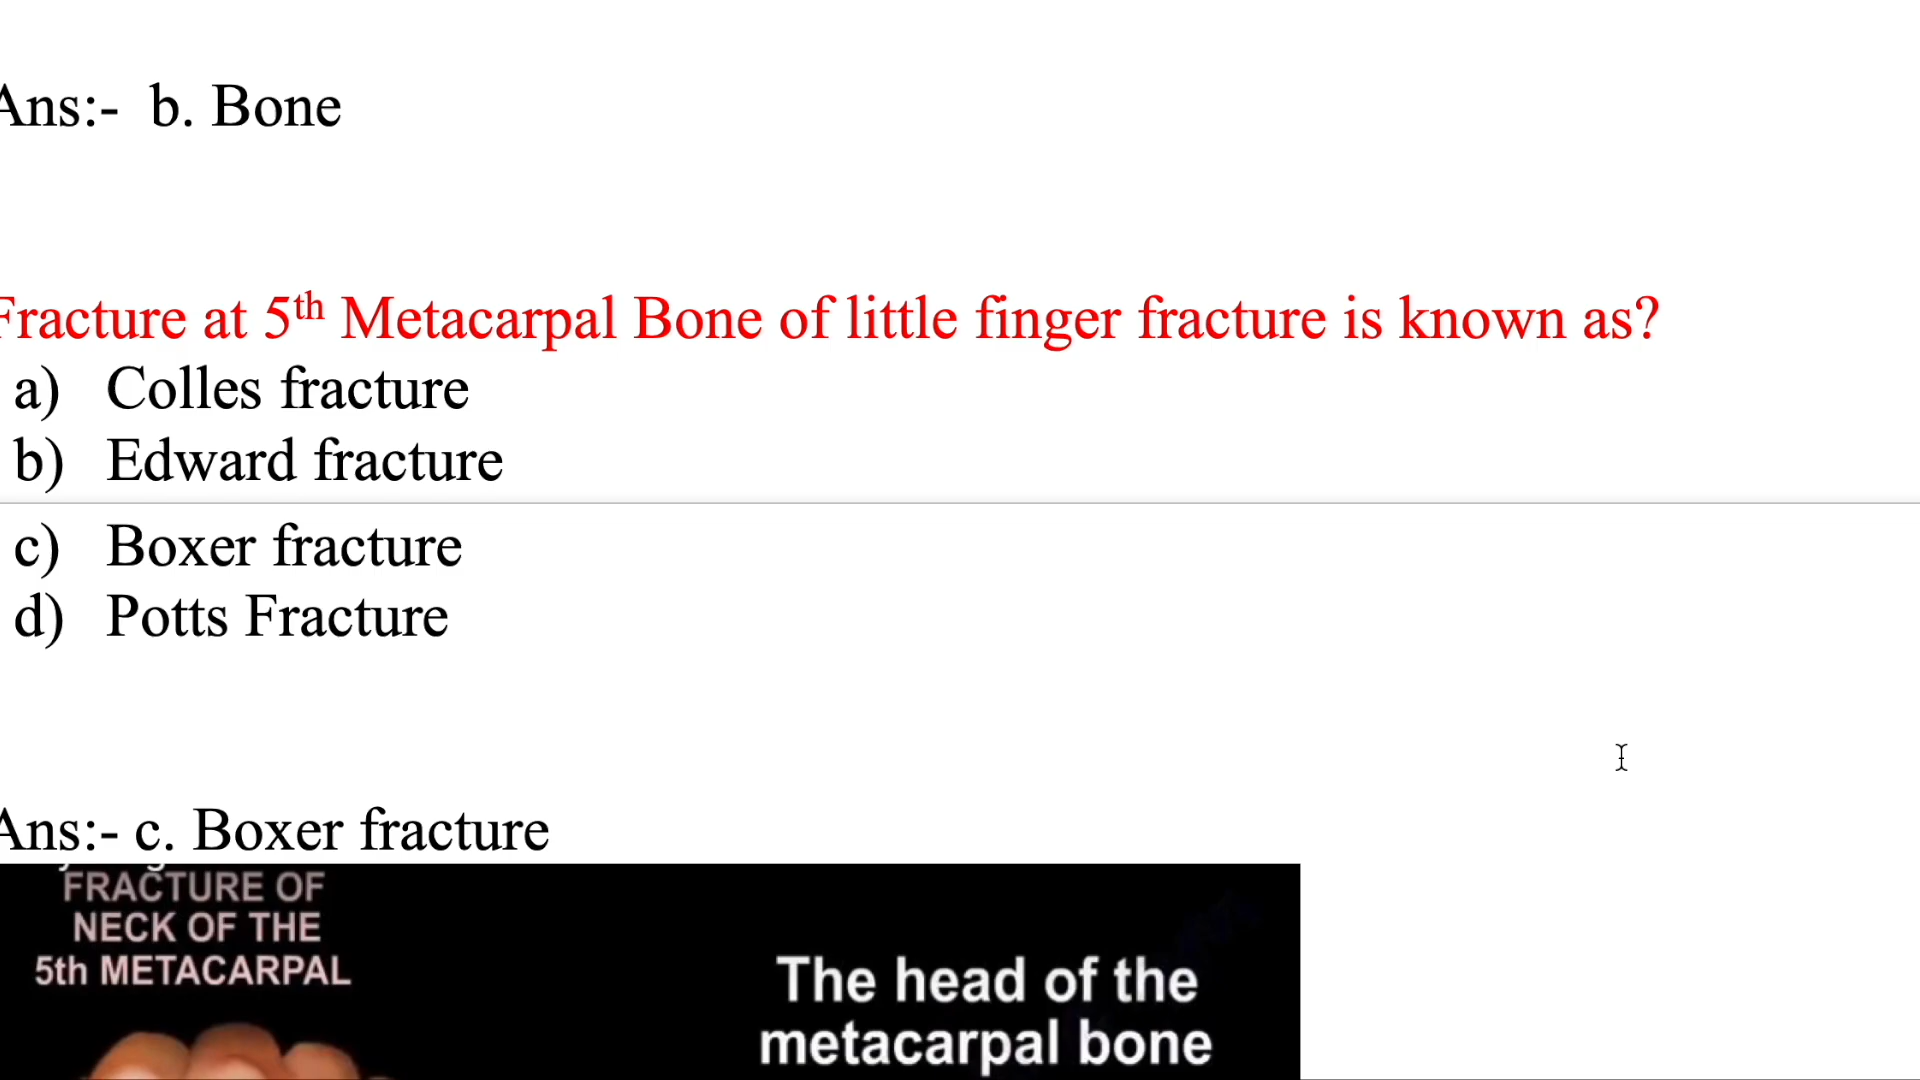 Ans:- b. Bone
Fracture at 5th Metacarpal Bone of little finger fracture is known as?
a) Colles fracture
b) Edward fracture
c) Boxer fracture
d) Potts Fracture
Ans:- c. Boxer fracture
FRACTURE OF
NECK OF THE
5th METACARPAL
The head of the
metacarpal bone